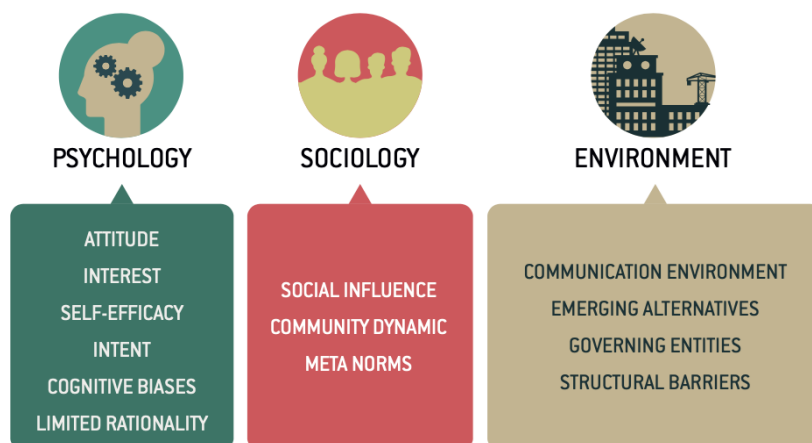 PSYCHOLOGY
ATTITUDE
INTEREST
SELF-EFFICACY
INTENT
COGNITIVE BIASES
LIMITED RATIONALITY
SOCIOLOGY
SOCIAL INFLUENCE
COMMUNITY DYNAMIC
META NORMS
ENVIRONMENT
COMMUNICATION ENVIRONMENT
EMERGING ALTERNATIVES
GOVERNING ENTITIES
STRUCTURAL BARRIERS